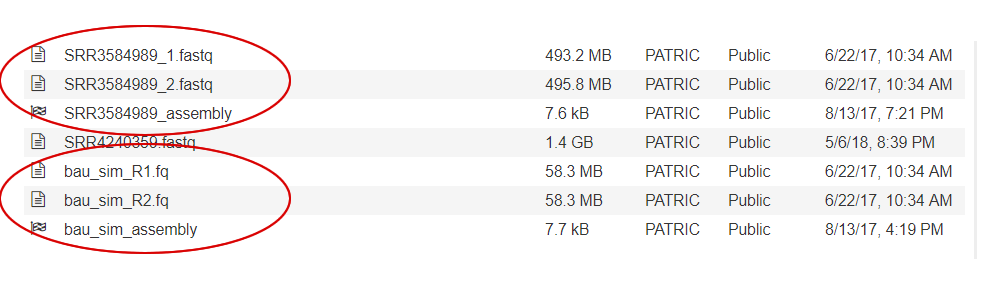 SRR3584989_1.fastq 493.2 MB PATRIC Public 6/22/17, 10:34 AM
SRR3584989_2.fastq 495.8 MB PATRIC Public 6/22/17, 10:34 AM
SRR3584989_assembly 7.6 kB PATRIC Public 8/13/17, 7:21 PM
SRR4240359.fastq 1.4 GB PATRIC Public 5/6/18, 8:39 PM
bau_sim_R1.fq 58.3 MB PATRIC Public 6/22/17, 10:34 AM
bau_sim_R2.fq 58.3 MB PATRIC Public 6/22/17, 10:34 AM
bau_sim_assembly 7.7 kB PATRIC Public 8/13/17, 4:19 PM